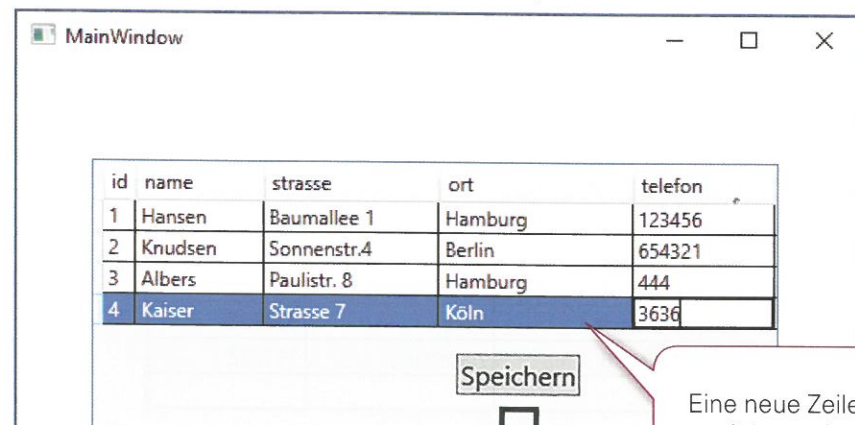 MainWindow
id name strasse ort telefon
1 Hansen Baumallee 1 Hamburg 123456
2 Knudsen Sonnenstr.4 Berlin 654321
3 Albers Paulistr. 8 Hamburg 444
4 Kaiser Strasse 7 Köln 3636
Speichern
Eine neue Zeile